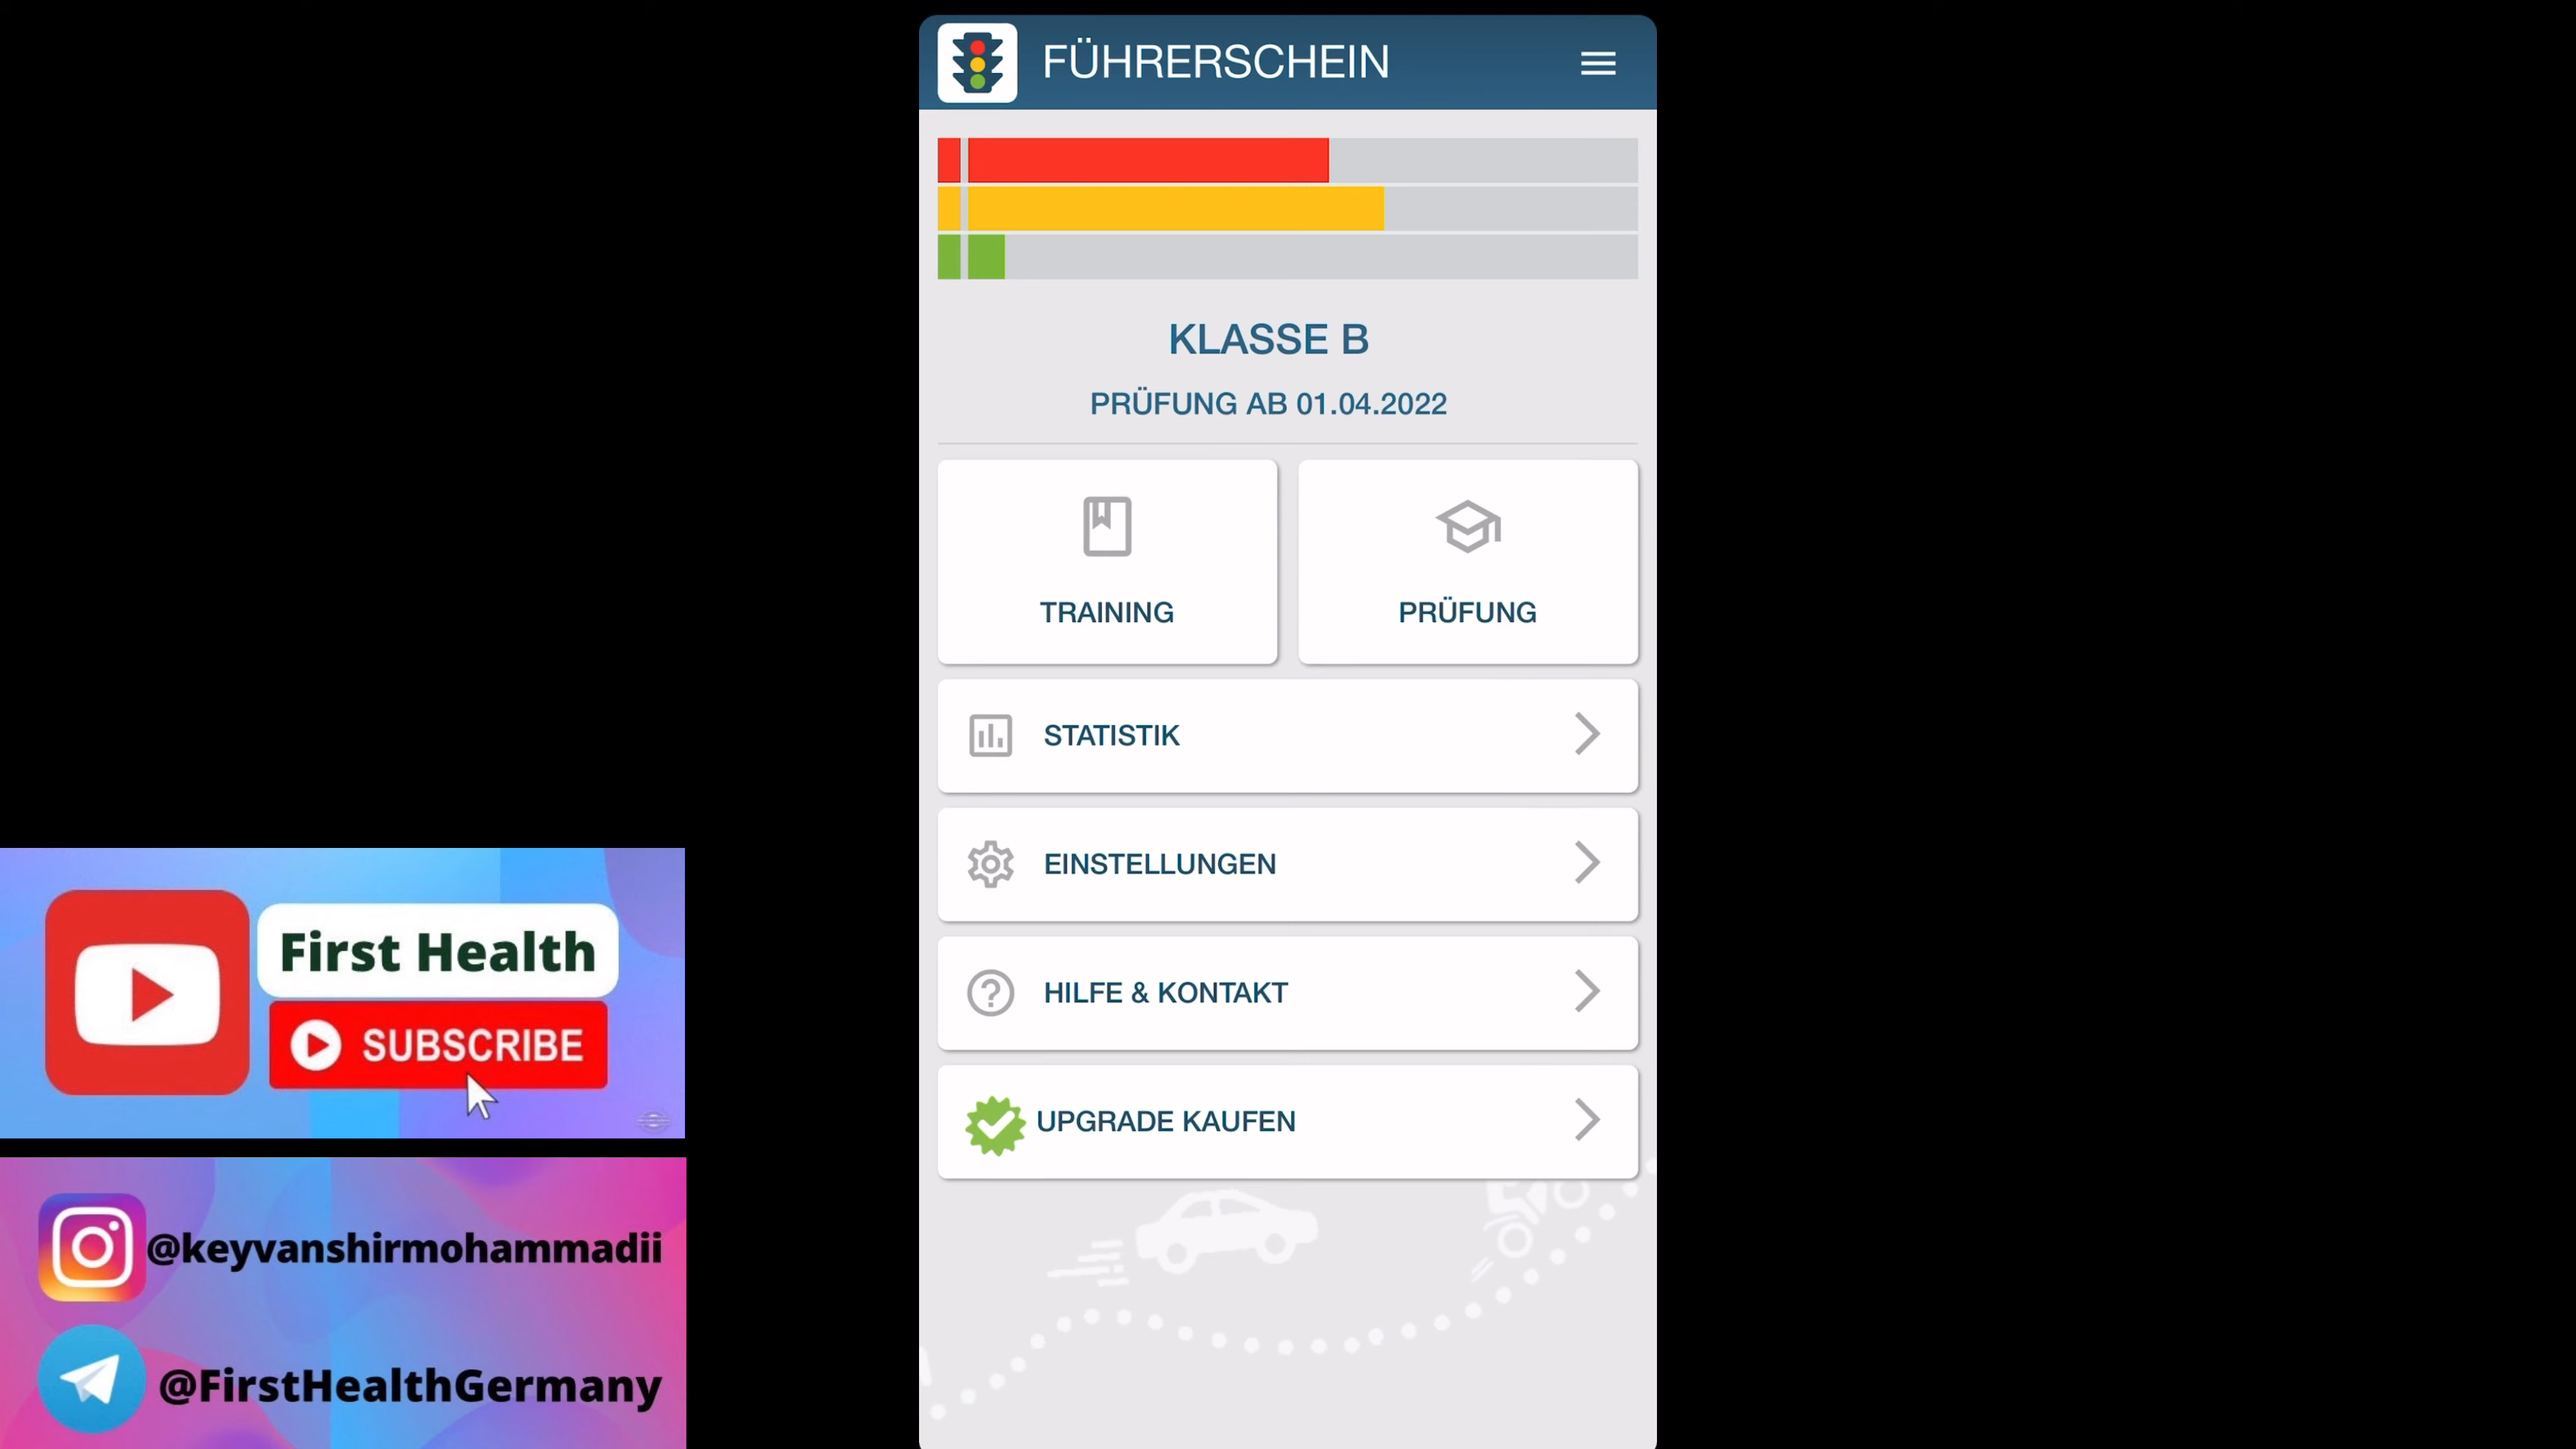 FÜHRERSCHEIN
KLASSE B
PRÜFUNG AB 01.04.2022
TRAINING
PRÜFUNG
STATISTIK
EINSTELLUNGEN
HILFE & KONTAKT
UPGRADE KAUFEN
First Health
SUBSCRIBE
@keyvanshirmohammadii
@FirstHealthGermany